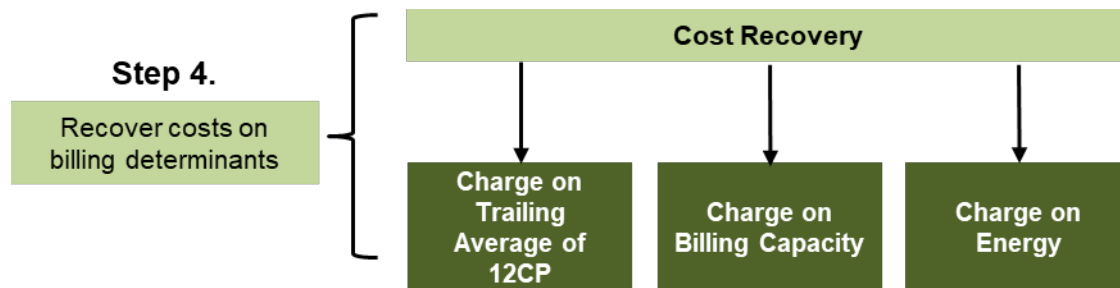 Step 4.
Recover costs on
billing determinants
Cost Recovery
Charge on
Trailing
Average of
12CP
Charge on
Billing Capacity
Charge on
Energy